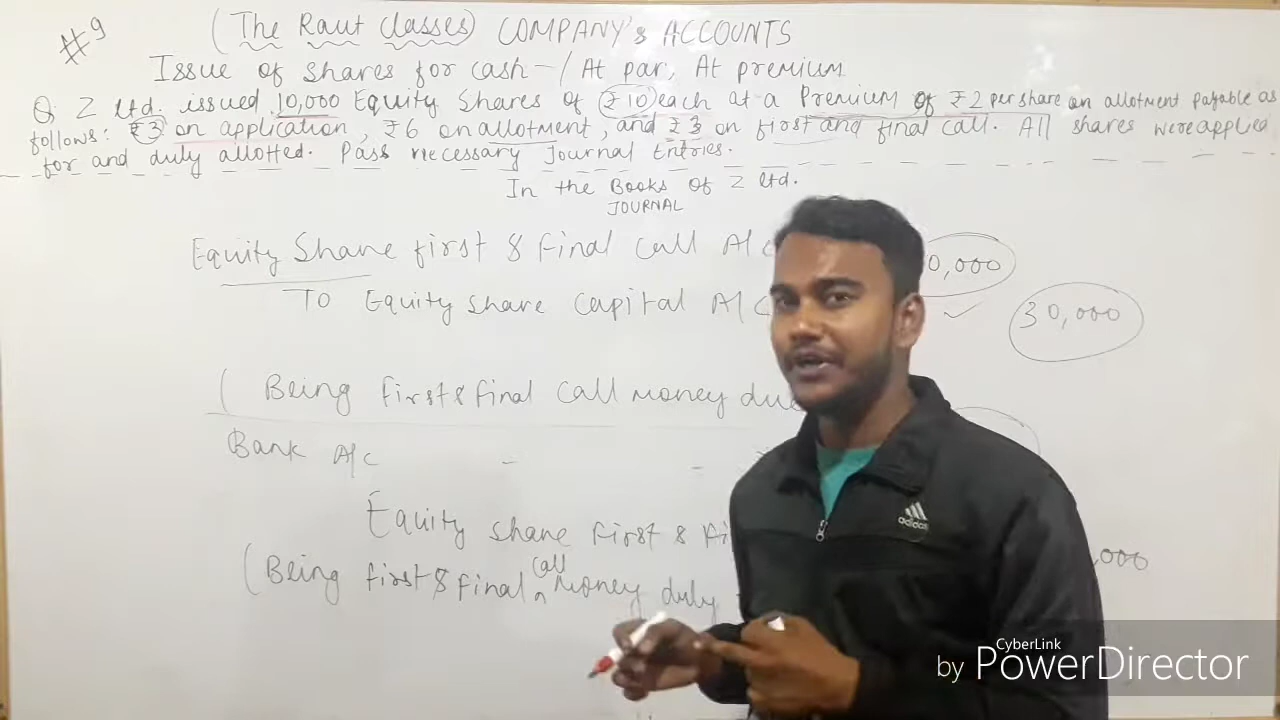 #9
(The Raut Classes) COMPANY's ACCOUNTS
Issue of shares for cash - / At par, At premium
Q. Z ltd. issued 10,000 Equity Shares of ₹10 each at a Premium of ₹2 per share on allotment payable as
follows: ₹3 on application, ₹6 on allotment, and ₹3 on first and final call. All shares were applied
for and duly allotted. Pass necessary Journal Entries.
In the Books of Z ltd.
JOURNAL
Equity Share first & final call A/c 0,000
To Equity share capital A/c 30,000
(Being first & final call money due
Bank A/c - -
Equity share first & fi ,000
(Being first & final call money duly
adidas
CyberLink
by PowerDirector